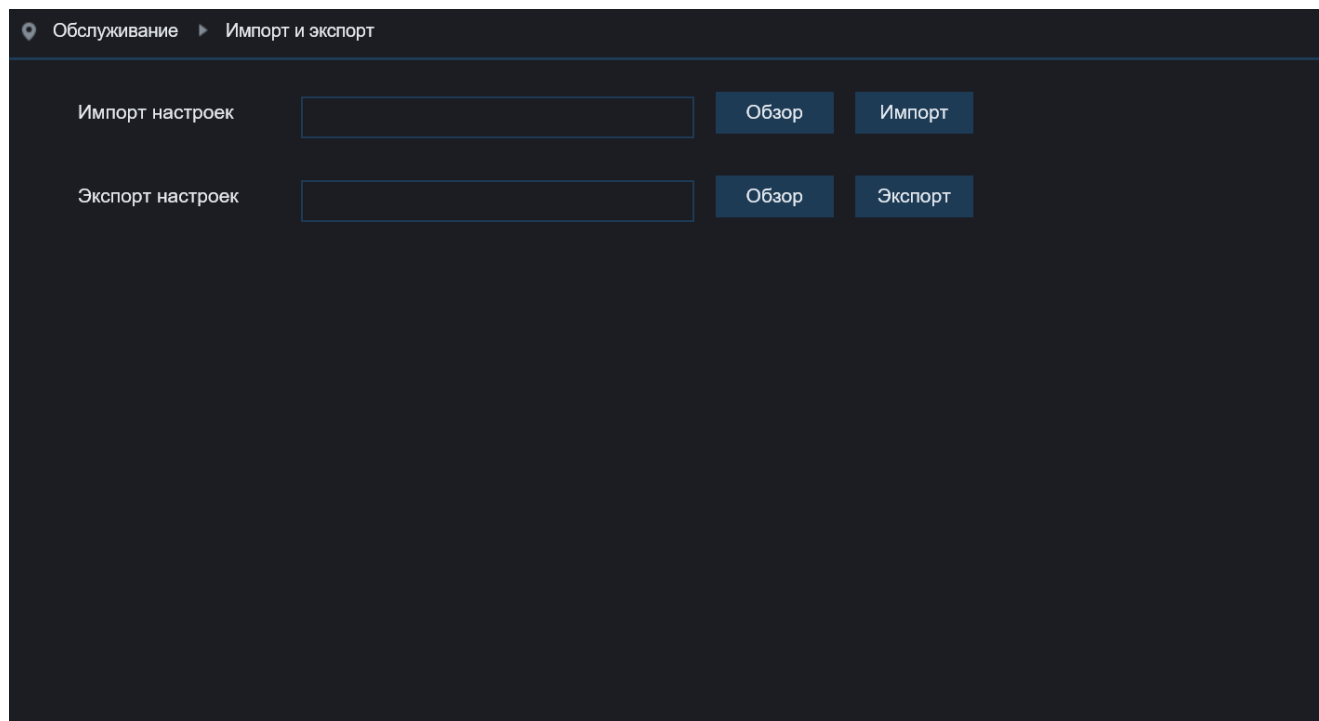 Обслуживание Импорт и экспорт
Импорт настроек Обзор Импорт
Экспорт настроек Обзор Экспорт